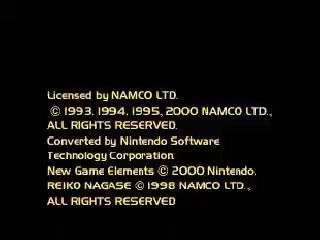 Licensed by NAMCO LTD.
© 1993, 1994, 1995, 2000 NAMCO LTD.,
ALL RIGHTS RESERVED.
Converted by Nintendo Software
Technology Corporation.
New Game Elements © 2000 Nintendo.
REIKO NAGASE © 1998 NAMCO LTD.,
ALL RIGHTS RESERVED